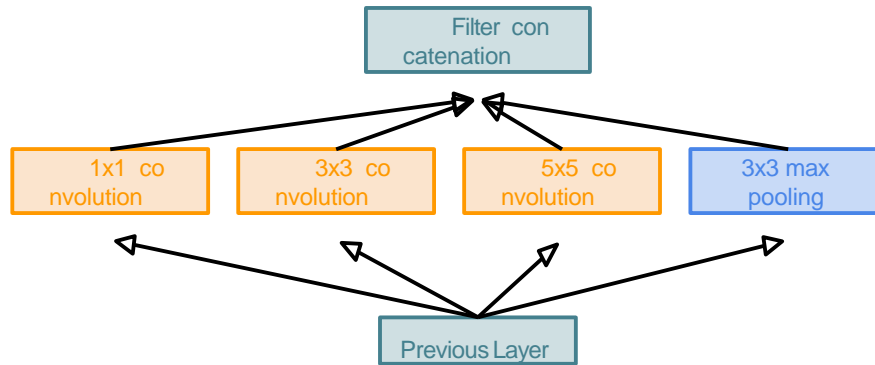 Filter con
catenation
1x1 co
nvolution
3x3 co
nvolution
5x5 co
nvolution
3x3 max
pooling
Previous Layer